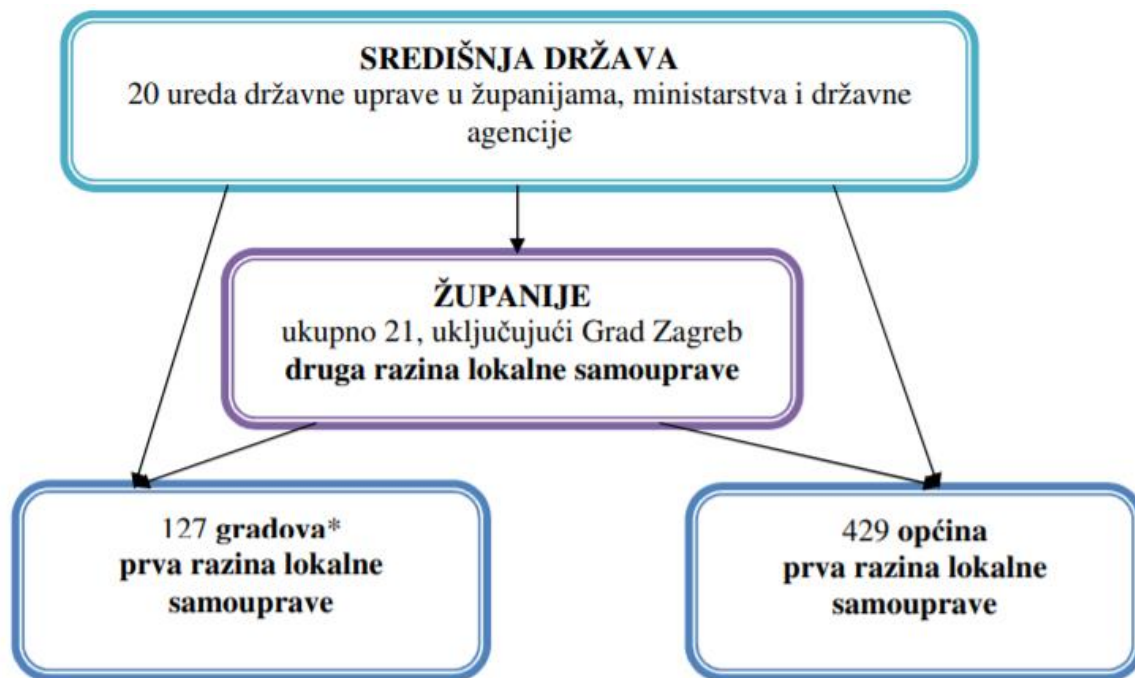 SREDIŠNJA DRŽAVA
20 ureda državne uprave u županijama, ministarstva i državne
agencije
ŽUPANIJE
ukupno 21, uključujući Grad Zagreb
druga razina lokalne samouprave
127 gradova*
prva razina lokalne
samouprave
429 općina
prva razina lokalne
samouprave